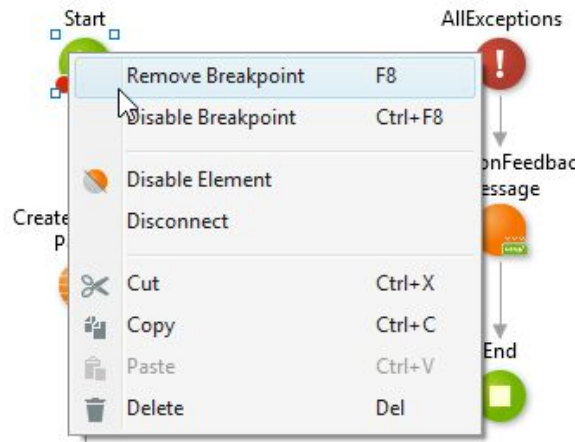 Start
AllExceptions
Remove Breakpoint F8
Disable Breakpoint Ctrl+F8
Disable Element
Disconnect
Create
Cut Ctrl+X
Copy Ctrl+C
Paste Ctrl+V
Delete Del
End